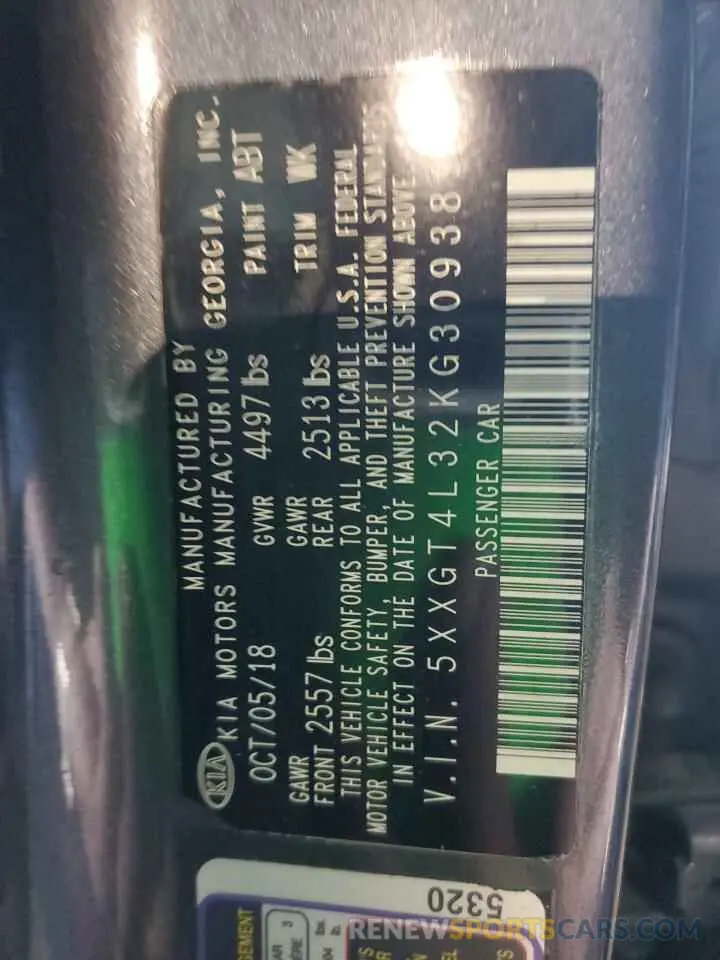 MANUFACTURED BY
KIA KIA MOTORS MANUFACTURING GEORGIA, INC.
OCT/05/18 GVWR 4497 lbs PAINT ABT
GAWR GAWR
FRONT 2557 lbs REAR 2513 lbs TRIM WK
THIS VEHICLE CONFORMS TO ALL APPLICABLE U.S.A. FEDERAL
MOTOR VEHICLE SAFETY, BUMPER, AND THEFT PREVENTION STANDARDS
IN EFFECT ON THE DATE OF MANUFACTURE SHOWN ABOVE
V.I.N. 5XXGT4L32KG30938
PASSENGER CAR
5320
RENEWSPORTSCARS.COM